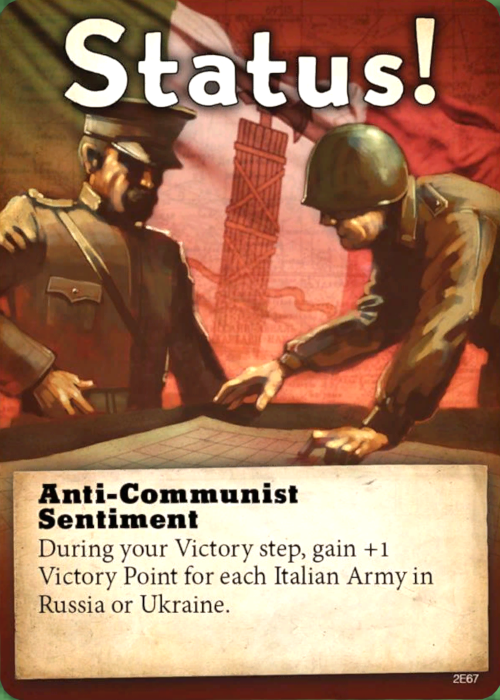 Status!
Anti-Communist
Sentiment
During your Victory step, gain +1
Victory Point for each Italian Army in
Russia or Ukraine.
2E67